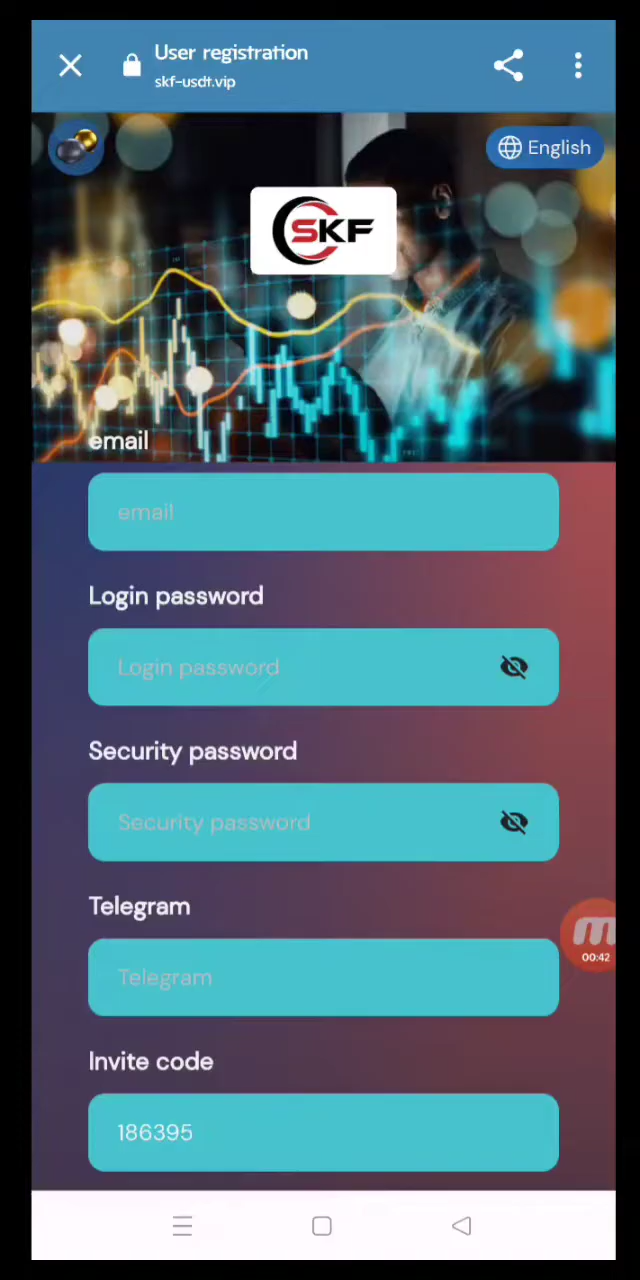 User registration
skf-usdt.vip
English
SKF
email
email
Login password
Login password
Security password
Security password
Telegram
Telegram
00:42
Invite code
186395